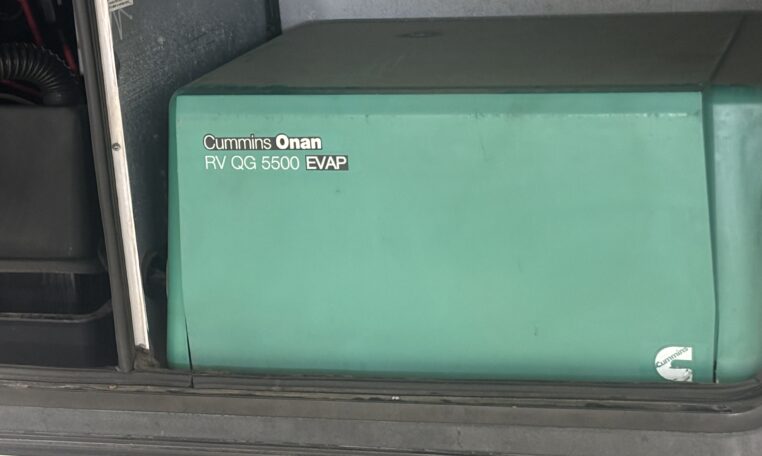 Cummins Onan
RV QG 5500 EVAP
Cummins